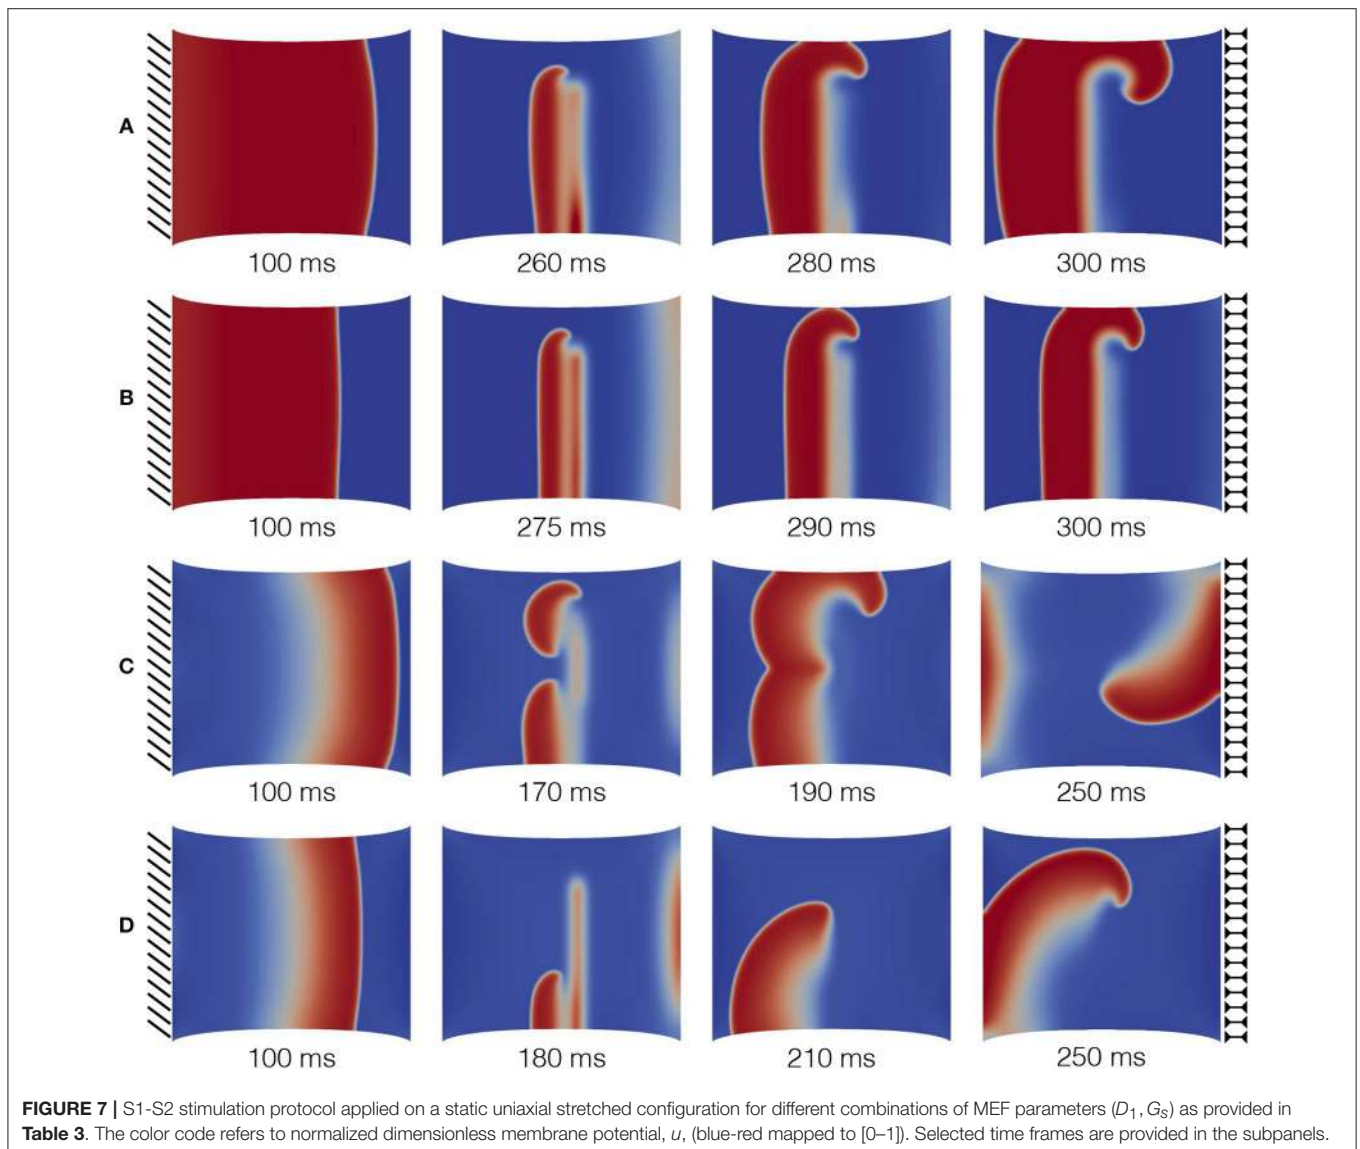 A
100 ms 260 ms 280 ms 300 ms
B
100 ms 275 ms 290 ms 300 ms
C
100 ms 170 ms 190 ms 250 ms
D
100 ms 180 ms 210 ms 250 ms
FIGURE 7 | S1-S2 stimulation protocol applied on a static uniaxial stretched configuration for different combinations of MEF parameters (D₁, Gₛ) as provided in
Table 3. The color code refers to normalized dimensionless membrane potential, u, (blue-red mapped to [0–1]). Selected time frames are provided in the subpanels.